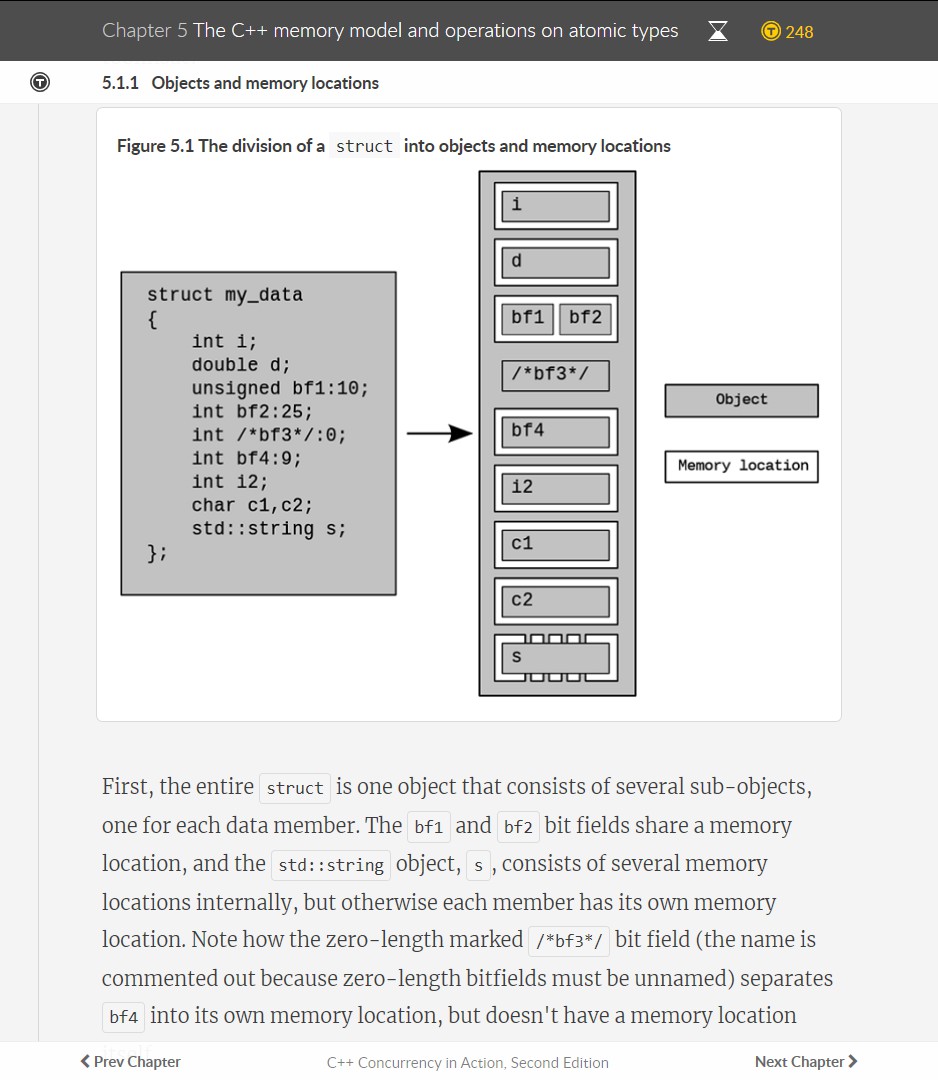 Chapter 5 The C++ memory model and operations on atomic types
248
5.1.1 Objects and memory locations
Figure 5.1 The division of a struct into objects and memory locations
struct my_data
{
int i;
double d;
unsigned bf1:10;
int bf2:25;
int /*bf3*/:0;
int bf4:9;
int i2;
char c1,c2;
std::string s;
};
i
d
bf1 bf2
/*bf3*/
bf4
i2
c1
c2
s
Object
Memory location
First, the entire struct is one object that consists of several sub-objects,
one for each data member. The bf1 and bf2 bit fields share a memory
location, and the std::string object, s, consists of several memory
locations internally, but otherwise each member has its own memory
location. Note how the zero-length marked /*bf3*/ bit field (the name is
commented out because zero-length bitfields must be unnamed) separates
bf4 into its own memory location, but doesn't have a memory location
Prev Chapter
C++ Concurrency in Action, Second Edition
Next Chapter